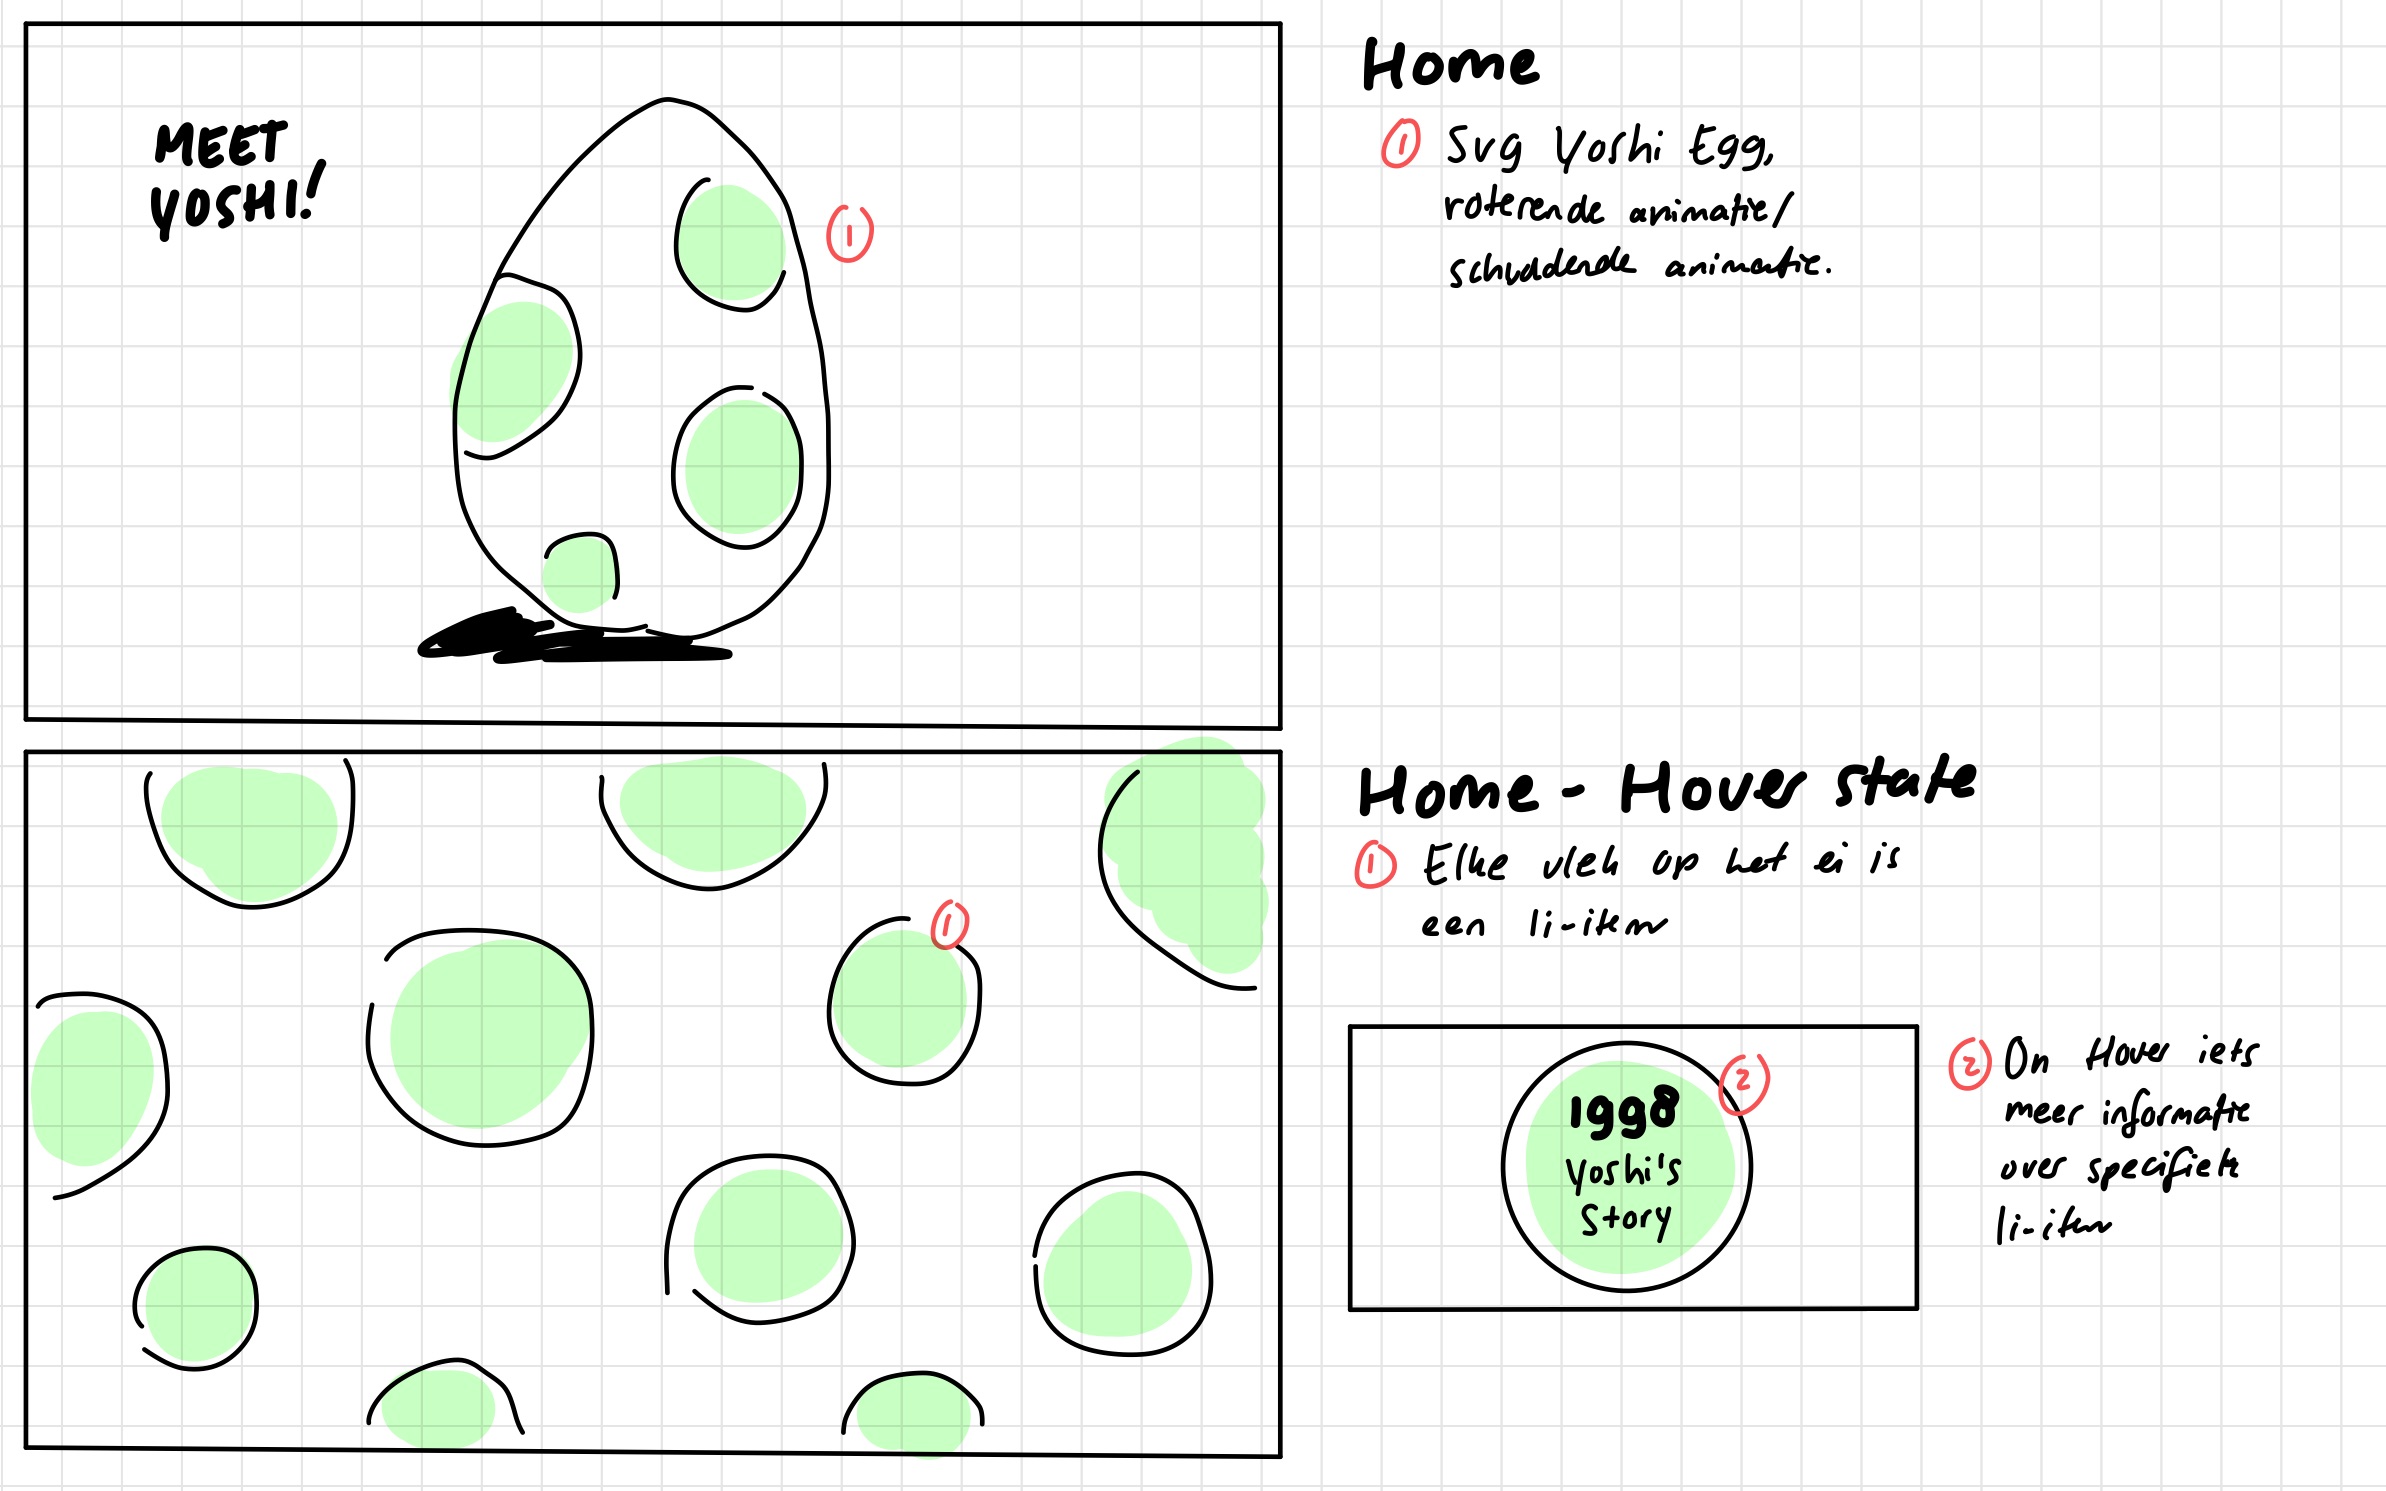 MEET
YOSHI!
1
Home
1 Svg Yoshi Egg,
roterende animatie/
schuddende animatie.
Home - Hover state
1 Elke vlek op het ei is
een li-item
1
1998
Yoshi's
Story
2
2 On Hover iets
meer informatie
over specifiek
li-item